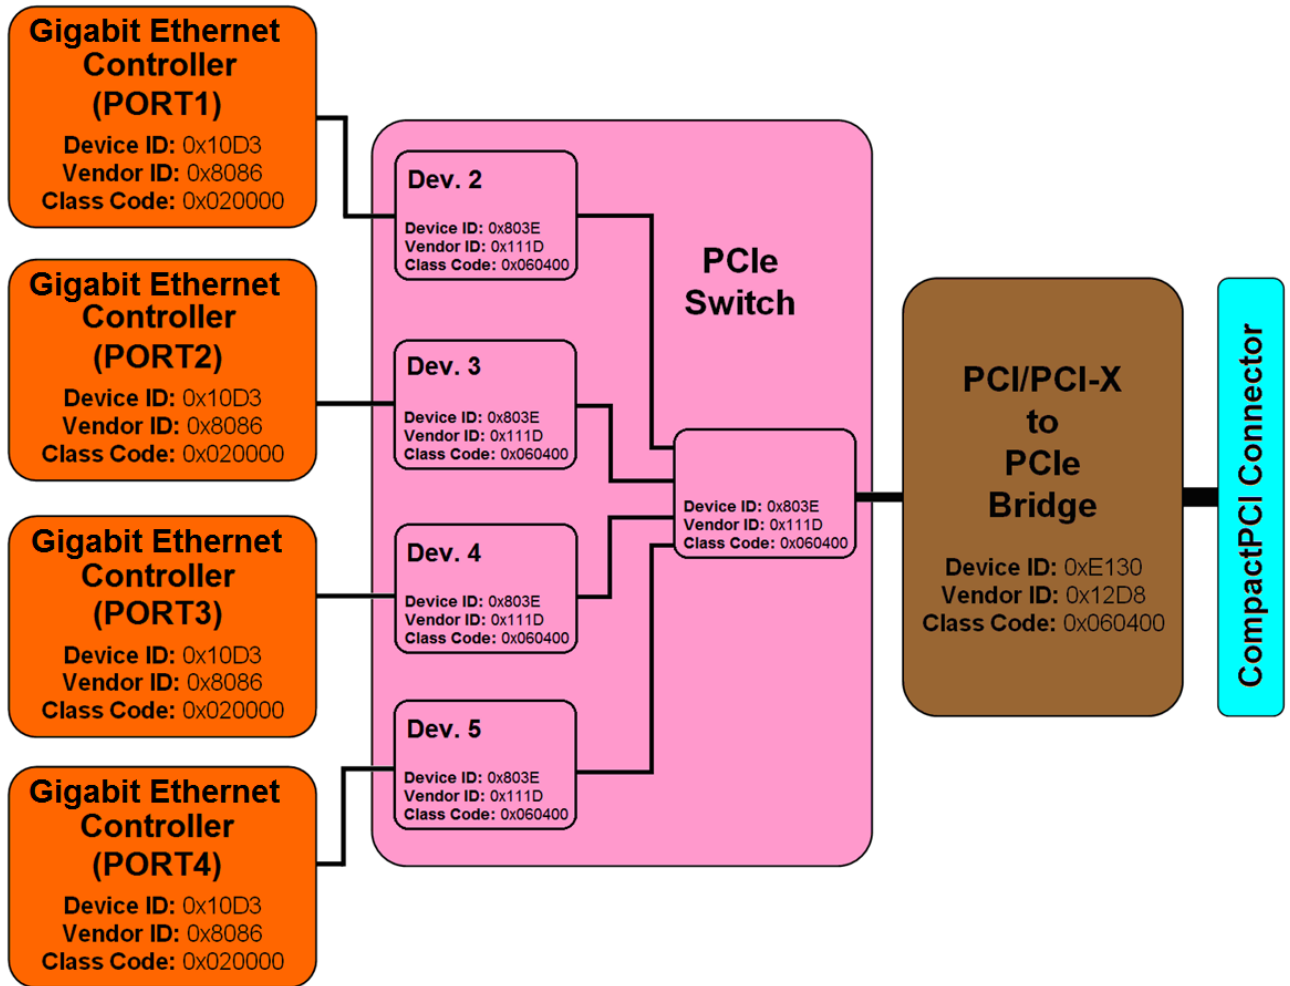 Gigabit Ethernet
Controller
(PORT1)
Device ID: 0x10D3
Vendor ID: 0x8086
Class Code: 0x020000
Gigabit Ethernet
Controller
(PORT2)
Device ID: 0x10D3
Vendor ID: 0x8086
Class Code: 0x020000
Gigabit Ethernet
Controller
(PORT3)
Device ID: 0x10D3
Vendor ID: 0x8086
Class Code: 0x020000
Gigabit Ethernet
Controller
(PORT4)
Device ID: 0x10D3
Vendor ID: 0x8086
Class Code: 0x020000
Dev. 2
Device ID: 0x803E
Vendor ID: 0x111D
Class Code: 0x060400
Dev. 3
Device ID: 0x803E
Vendor ID: 0x111D
Class Code: 0x060400
Dev. 4
Device ID: 0x803E
Vendor ID: 0x111D
Class Code: 0x060400
Dev. 5
Device ID: 0x803E
Vendor ID: 0x111D
Class Code: 0x060400
PCIe
Switch
Device ID: 0x803E
Vendor ID: 0x111D
Class Code: 0x060400
PCI/PCI-X
to
PCIe
Bridge
Device ID: 0xE130
Vendor ID: 0x12D8
Class Code: 0x060400
CompactPCI Connector